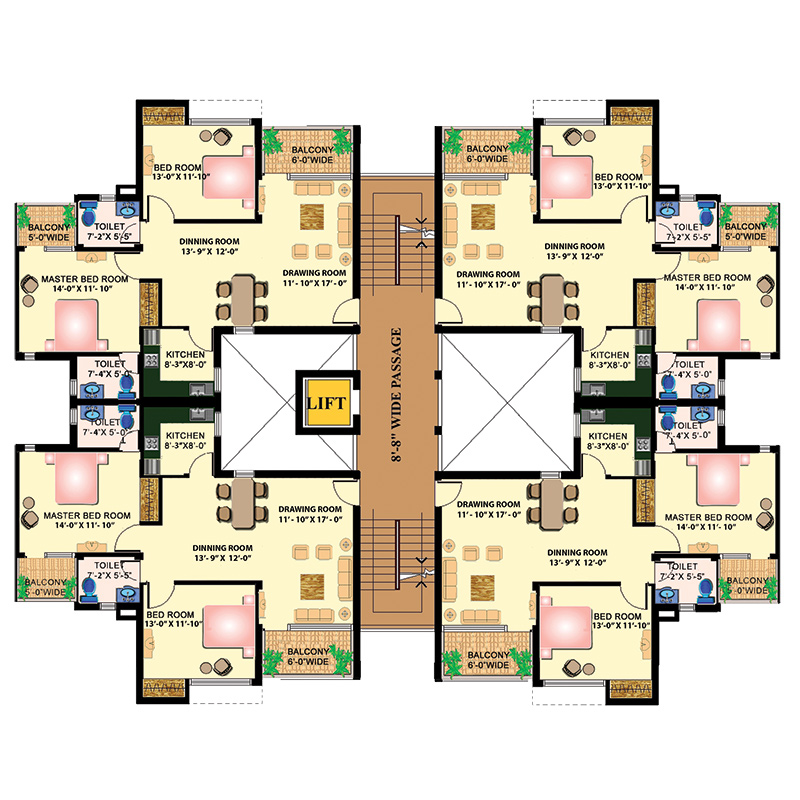 BED ROOM
13'-0" X 11'-10"
BALCONY
6'-0"WIDE
BALCONY
6'-0"WIDE
BED ROOM
13'-0" X 11'-10"
BALCONY
5'-0"WIDE
TOILET
7'-2"X 5'-5"
DINNING ROOM
13'- 9" X 12'-0"
DRAWING ROOM
11'- 10"X 17'- 0"
DRAWING ROOM
11'- 10"X 17'- 0"
DINNING ROOM
13'- 9"X 12'-0"
TOILET
7'-2"X 5'-5"
BALCONY
5'-0"WIDE
MASTER BED ROOM
14'-0"X 11'- 10"
MASTER BED ROOM
14'-0"X 11'- 10"
KITCHEN
8'-3"X8'-0"
TOILET
7'-4"X 5'-0"
KITCHEN
8'-3"X8'-0"
TOILET
7'-4"X 5'-0"
LIFT
8'-8" WIDE PASSAGE
TOILET
7'-4"X 5'-0"
KITCHEN
8'-3"X8'-0"
KITCHEN
8'-3"X8'-0"
TOILET
7'-4"X 5'-0"
MASTER BED ROOM
14'-0"X 11'- 10"
DRAWING ROOM
11'- 10"X 17'- 0"
DRAWING ROOM
11'- 10"X 17'- 0"
MASTER BED ROOM
14'-0"X 11'- 10"
DINNING ROOM
13'- 9" X 12'-0"
DINNING ROOM
13'- 9"X 12'-0"
BALCONY
5'-0"WIDE
TOILET
7'-2"X 5'-5"
TOILET
7'-2"X 5'-5"
BALCONY
5'-0"WIDE
BED ROOM
13'-0" X 11'-10"
BALCONY
6'-0"WIDE
BALCONY
6'-0"WIDE
BED ROOM
13'-0" X 11'-10"